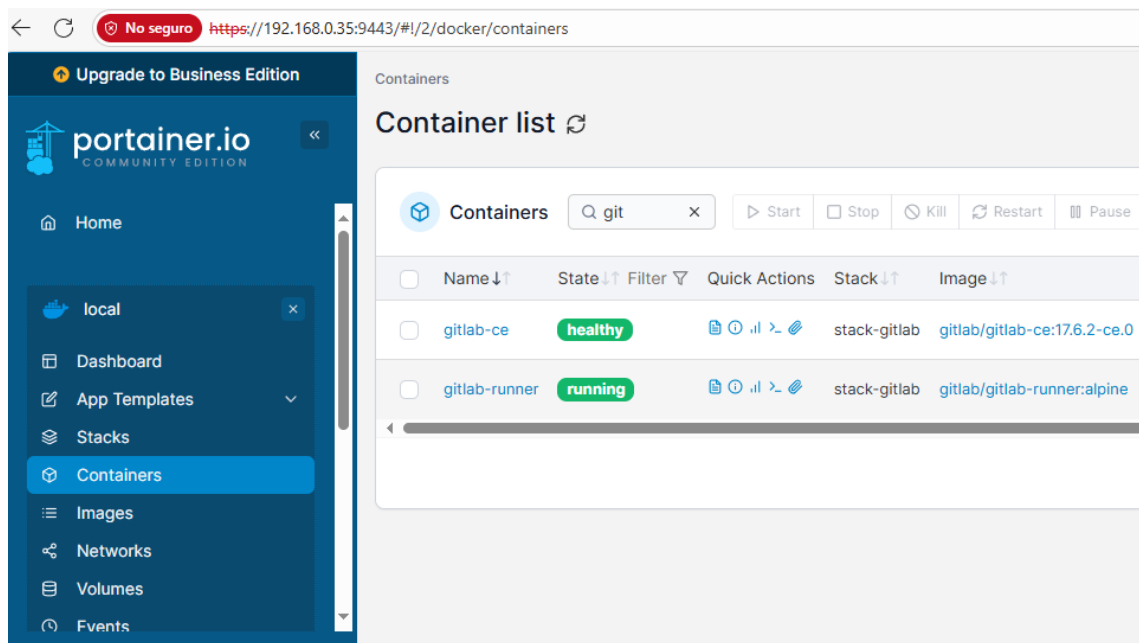 No seguro https://192.168.0.35:9443/#!/2/docker/containers
Upgrade to Business Edition
portainer.io
COMMUNITY EDITION
Home
local
Dashboard
App Templates
Stacks
Containers
Images
Networks
Volumes
Events
Containers
Container list
Containers git Start Stop Kill Restart Pause
Name State Filter Quick Actions Stack Image
gitlab-ce healthy stack-gitlab gitlab/gitlab-ce:17.6.2-ce.0
gitlab-runner running stack-gitlab gitlab/gitlab-runner:alpine